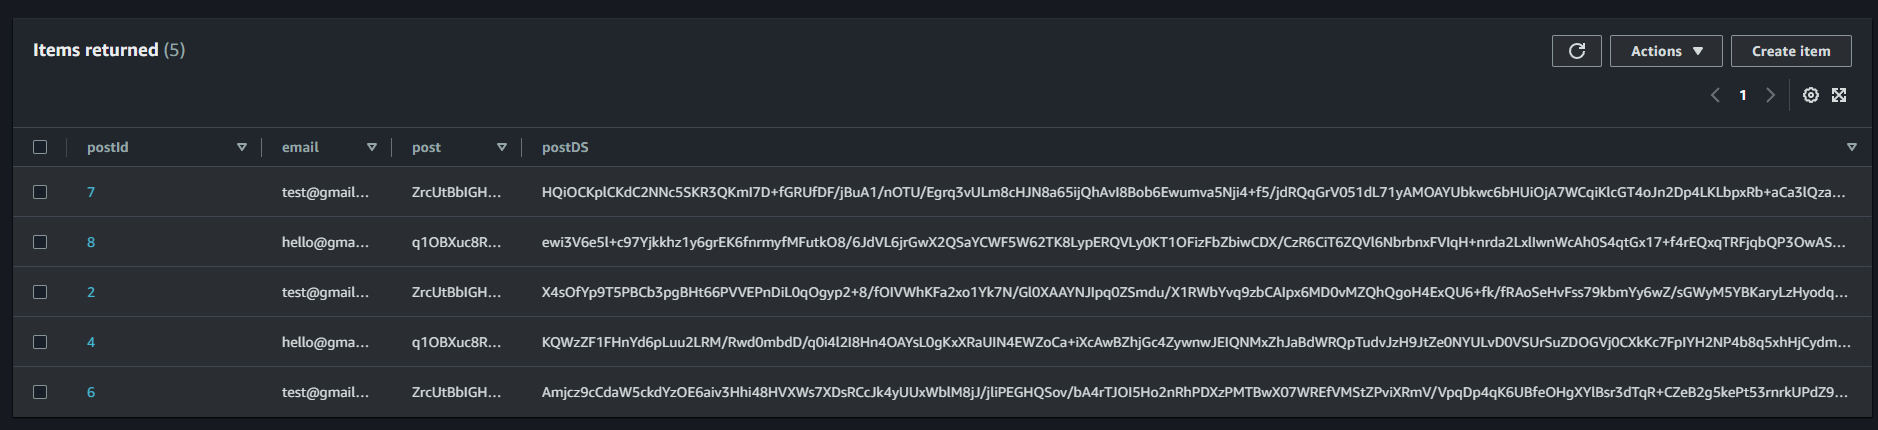 Items returned (5)
Actions
Create item
1
postId email post postDS
7 test@gmail... ZrcUtBbIGH... HQiOCKplCKdC2NNc5SKR3QKmI7D+fGRUfDF/jBuA1/nOTU/Egrq3vULm8cHJN8a65ijQhAvI8Bob6Ewumva5Nji4+f5/jdRQqGrV051dL71yAMOAYUbkwc6bHUiOjA7WCqiKlcGT4oJn2Dp4LKLbpxRb+aCa3lQza...
8 hello@gma... q1OBXuc8R... ewi3V6e5l+c97Yjkkhz1y6grEK6fnrmyfMFutkO8/6JdVL6jrGwX2QSaYCWF5W62TK8LypERQVLy0KT1OFizFbZbiwCDX/CzR6CiT6ZQVl6NbrbnxFVIqH+nrda2LxlIwnWcAh0S4qtGx17+f4rEQxqTRFjqbQP3OwAS...
2 test@gmail... ZrcUtBbIGH... X4sOfYp9T5PBCb3pgBHt66PVVEPnDiL0qOgyp2+8/fOIVWhKFa2xo1Yk7N/Gl0XAAYNJIpq0ZSmdu/X1RWbYvq9zbCAIpx6MD0vMZQhQgoH4ExQU6+fk/fRAoSeHvFss79kbmYy6wZ/sGWyM5YBKaryLzHyodq...
4 hello@gma... q1OBXuc8R... KQWzZF1FHnYd6pLuu2LRM/Rwd0mbdD/q0i4l2I8Hn4OAYsL0gKxXRaUIN4EWZoCa+iXcAwBZhjGc4ZywnwJEIQNMxZhJaBdWRQpTudvJzH9JtZe0NYULvD0VSUrSuZDOGVj0CXkKc7FpIYH2NP4b8q5xhHjCydm...
6 test@gmail... ZrcUtBbIGH... Amjcz9cCdaW5ckdYzOE6aiv3Hhi48HVXWs7XDsRCcJk4yUUxWblM8jJ/jliPEGHQSov/bA4rTJOI5Ho2nRhPDXzPMTBwX07WREfVMStZPviXRmV/VpqDp4qK6UBfeOHgXYlBsr3dTqR+CZeB2g5kePt53rnrkUPdZ9...